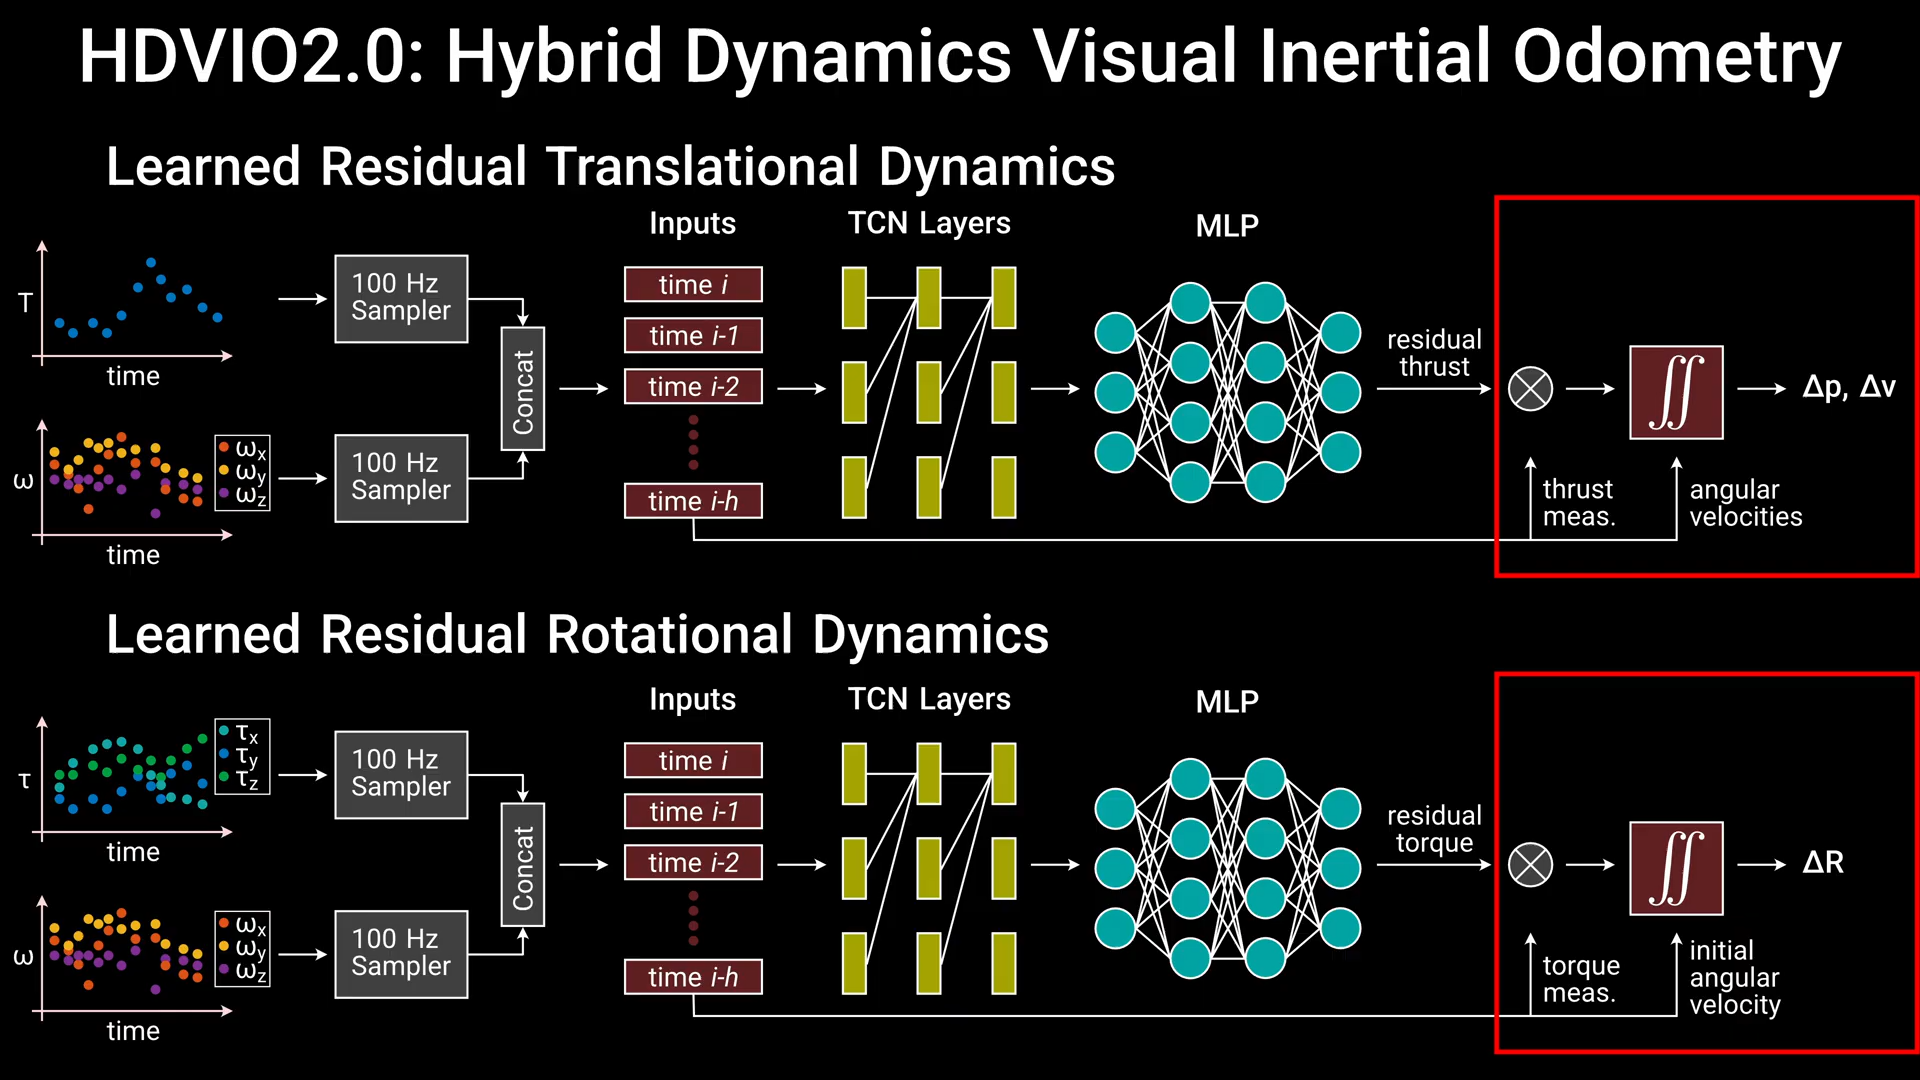 HDVIO2.0: Hybrid Dynamics Visual Inertial Odometry
Learned Residual Translational Dynamics
Inputs
TCN Layers
MLP
T
time
100 Hz
Sampler
ω
ωx
ωy
ωz
time
100 Hz
Sampler
Concat
time i
time i-1
time i-2
time i-h
residual
thrust
∬
Δp, Δv
thrust
meas.
angular
velocities
Learned Residual Rotational Dynamics
Inputs
TCN Layers
MLP
τ
τx
τy
τz
time
100 Hz
Sampler
ω
ωx
ωy
ωz
time
100 Hz
Sampler
Concat
time i
time i-1
time i-2
time i-h
residual
torque
∬
ΔR
torque
meas.
initial
angular
velocity